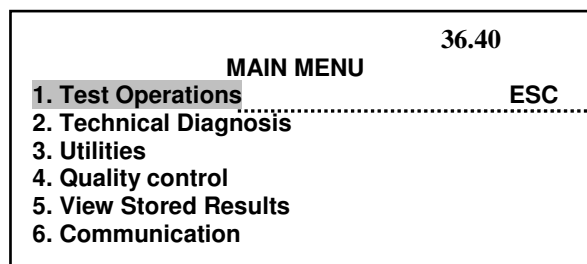 36.40
MAIN MENU
1. Test Operations ESC
2. Technical Diagnosis
3. Utilities
4. Quality control
5. View Stored Results
6. Communication